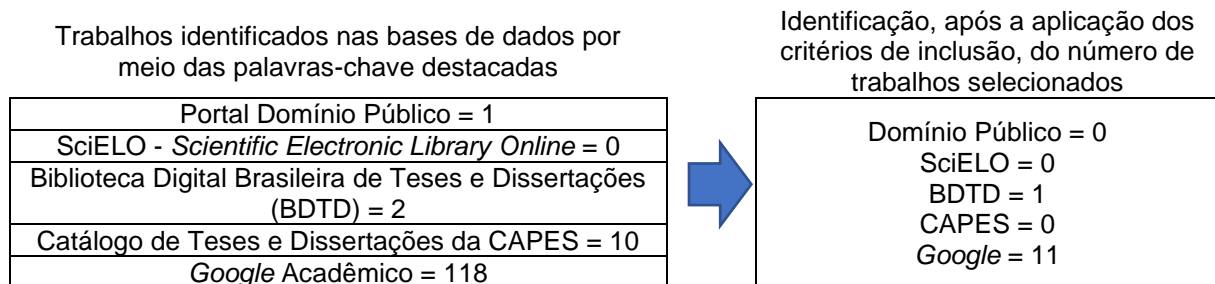 Trabalhos identificados nas bases de dados por
meio das palavras-chave destacadas
Portal Domínio Público = 1
SciELO - Scientific Electronic Library Online = 0
Biblioteca Digital Brasileira de Teses e Dissertações
(BDTD) = 2
Catálogo de Teses e Dissertações da CAPES = 10
Google Acadêmico = 118
Identificação, após a aplicação dos
critérios de inclusão, do número de
trabalhos selecionados
Domínio Público = 0
SciELO = 0
BDTD = 1
CAPES = 0
Google = 11